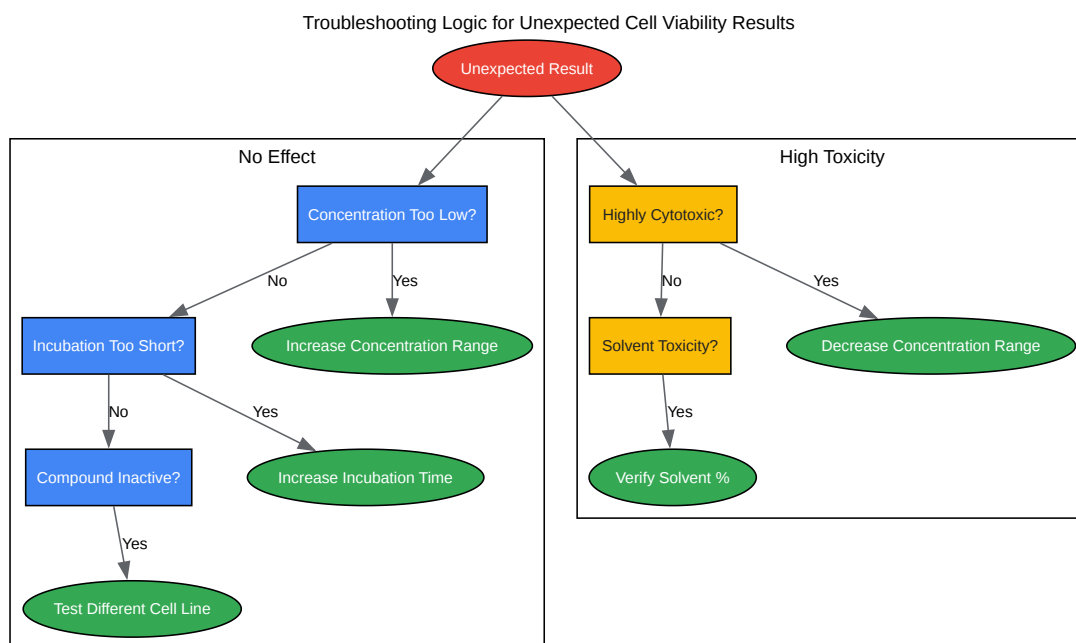 Troubleshooting Logic for Unexpected Cell Viability Results
Unexpected Result
No Effect
High Toxicity
Concentration Too Low?
Highly Cytotoxic?
No
Yes
No
Yes
Incubation Too Short?
Increase Concentration Range
Solvent Toxicity?
Decrease Concentration Range
No
Yes
Yes
Compound Inactive?
Increase Incubation Time
Verify Solvent %
Yes
Test Different Cell Line